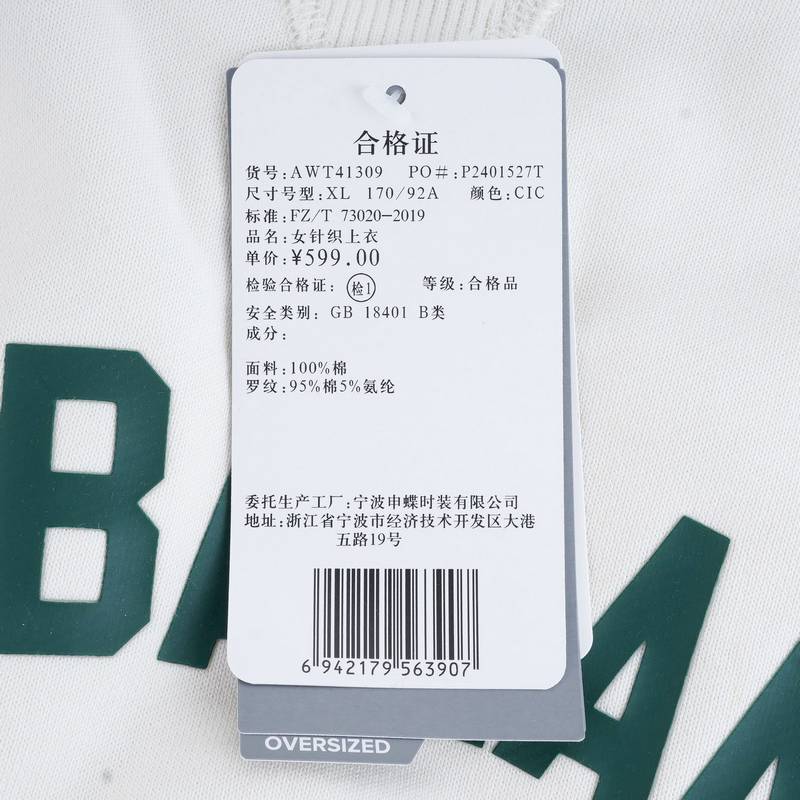 合格证
货号:AWT41309 PO#:P2401527T
尺寸号型:XL 170/92A 颜色:CIC
标准:FZ/T 73020-2019
品名:女针织上衣
单价:¥599.00
检验合格证: 检1 等级:合格品
安全类别: GB 18401 B类
成分:
面料:100%棉
罗纹:95%棉5%氨纶
委托生产工厂:宁波申蝶时装有限公司
地址:浙江省宁波市经济技术开发区大港
五路19号
6 942179 563907
OVERSIZED